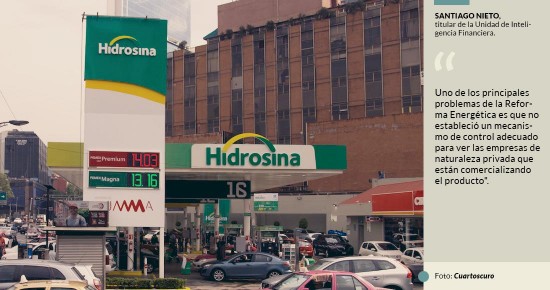 Hidrosina
Premium 14.03
Magna 13.16
Hidrosina
SANTIAGO NIETO,
titular de la Unidad de Inteli-
gencia Financiera.
“
Uno de los principales
problemas de la Refor-
ma Energética es que no
estableció un mecanis-
mo de control adecuado
para ver las empresas de
naturaleza privada que
están comercializando
el producto”.
Foto: Cuartoscuro